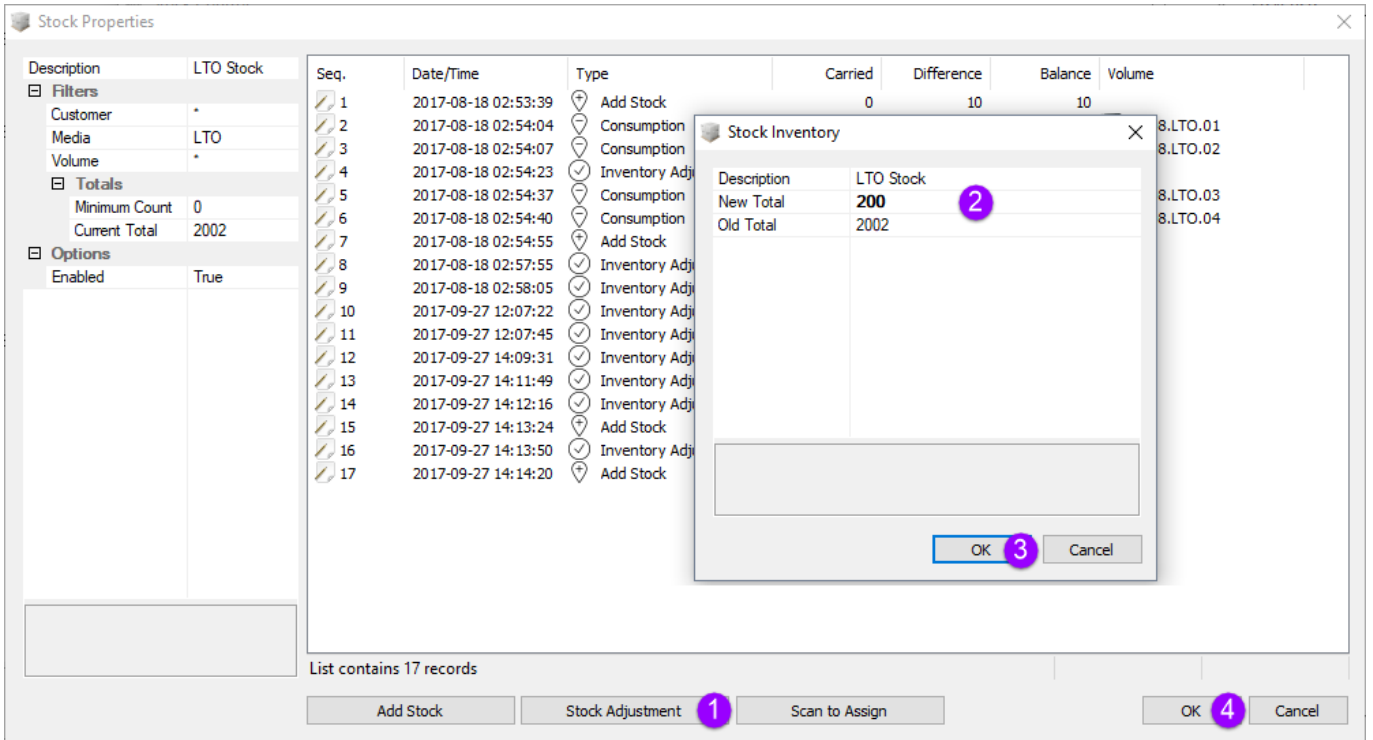 Stock Properties
Description LTO Stock
Filters
Customer *
Media LTO
Volume *
Totals
Minimum Count 0
Current Total 2002
Options
Enabled True
Seq. Date/Time Type Carried Difference Balance Volume
1 2017-08-18 02:53:39 Add Stock 0 10 10
2 2017-08-18 02:54:04 Consumption 8.LTO.01
3 2017-08-18 02:54:07 Consumption 8.LTO.02
4 2017-08-18 02:54:23 Inventory Adj
5 2017-08-18 02:54:37 Consumption 8.LTO.03
6 2017-08-18 02:54:40 Consumption 8.LTO.04
7 2017-08-18 02:54:55 Add Stock
8 2017-08-18 02:57:55 Inventory Adj
9 2017-08-18 02:58:05 Inventory Adj
10 2017-09-27 12:07:22 Inventory Adj
11 2017-09-27 12:07:45 Inventory Adj
12 2017-09-27 14:09:31 Inventory Adj
13 2017-09-27 14:11:49 Inventory Adj
14 2017-09-27 14:12:16 Inventory Adj
15 2017-09-27 14:13:24 Add Stock
16 2017-09-27 14:13:50 Inventory Adj
17 2017-09-27 14:14:20 Add Stock
Stock Inventory
Description LTO Stock
New Total 200 2
Old Total 2002
OK 3 Cancel
List contains 17 records
Add Stock Stock Adjustment 1 Scan to Assign OK 4 Cancel